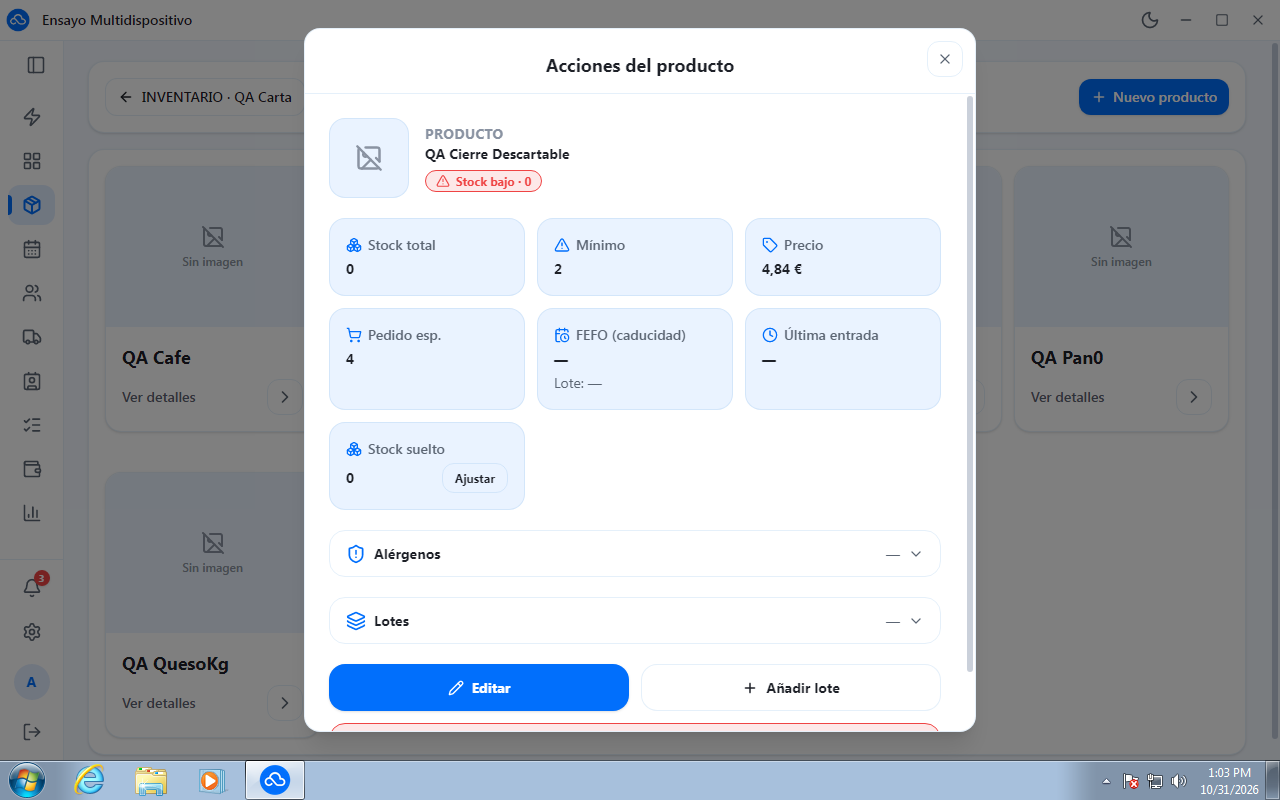 Ensayo Multidispositivo
INVENTARIO · QA Carta
Nuevo producto
Sin imagen
QA Cafe
Ver detalles
Sin imagen
QA Pan0
Ver detalles
Sin imagen
QA QuesoKg
Ver detalles
3
A
Acciones del producto
PRODUCTO
QA Cierre Descartable
Stock bajo · 0
Stock total
0
Mínimo
2
Precio
4,84 €
Pedido esp.
4
FEFO (caducidad)
—
Lote: —
Última entrada
—
Stock suelto
0
Ajustar
Alérgenos —
Lotes —
Editar
Añadir lote
1:03 PM
10/31/2026